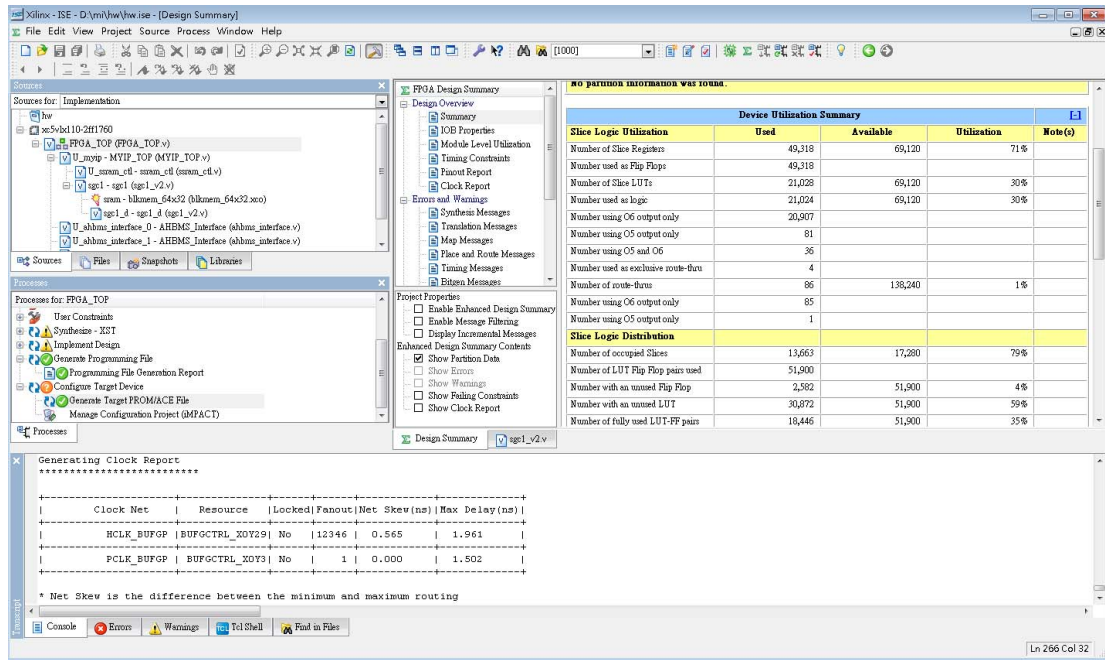 Xilinx - ISE - D:\mi\hw\hw.ise - [Design Summary]
File Edit View Project Source Process Window Help
[1000]
Sources
Sources for: Implementation
hw
xc5vlx110-2ff1760
FPGA_TOP (FPGA_TOP.v)
U_myip - MYIP_TOP (MYIP_TOP.v)
U_ssram_ctl - ssram_ctl (ssram_ctl.v)
sgc1 - sgc1 (sgc1_v2.v)
sram - blkmem_64x32 (blkmem_64x32.xco)
sgc1_d - sgc1_d (sgc1_v2.v)
U_ahbms_interface_0 - AHBMS_Interface (ahbms_interface.v)
U_ahbms_interface_1 - AHBMS_Interface (ahbms_interface.v)
Sources Files Snapshots Libraries
Processes
Processes for: FPGA_TOP
User Constraints
Synthesize - XST
Implement Design
Generate Programming File
Programming File Generation Report
Configure Target Device
Generate Target PROM/ACE File
Manage Configuration Project (iMPACT)
Processes
FPGA Design Summary
Design Overview
Summary
IOB Properties
Module Level Utilization
Timing Constraints
Pinout Report
Clock Report
Errors and Warnings
Synthesis Messages
Translation Messages
Map Messages
Place and Route Messages
Timing Messages
Bitgen Messages
Project Properties
Enable Enhanced Design Summary
Enable Message Filtering
Display Incremental Messages
Enhanced Design Summary Contents
Show Partition Data
Show Errors
Show Warnings
Show Failing Constraints
Show Clock Report
Design Summary sgc1_v2.v
No partition information was found.
Device Utilization Summary [-]
Slice Logic Utilization Used Available Utilization Note(s)
Number of Slice Registers 49,318 69,120 71%
Number used as Flip Flops 49,318
Number of Slice LUTs 21,028 69,120 30%
Number used as logic 21,024 69,120 30%
Number using O6 output only 20,907
Number using O5 output only 81
Number using O5 and O6 36
Number used as exclusive route-thru 4
Number of route-thrus 86 138,240 1%
Number using O6 output only 85
Number using O5 output only 1
Slice Logic Distribution
Number of occupied Slices 13,663 17,280 79%
Number of LUT Flip Flop pairs used 51,900
Number with an unused Flip Flop 2,582 51,900 4%
Number with an unused LUT 30,872 51,900 59%
Number of fully used LUT-FF pairs 18,446 51,900 35%
Generating Clock Report
**************************
| Clock Net | Resource |Locked|Fanout|Net Skew(ns)|Max Delay(ns)|
| HCLK_BUFGP |BUFGCTRL_X0Y29| No |12346 | 0.565 | 1.961 |
| PCLK_BUFGP | BUFGCTRL_X0Y3| No | 1 | 0.000 | 1.502 |
* Net Skew is the difference between the minimum and maximum routing
Transcript
Console Errors Warnings Tcl Shell Find in Files
Ln 266 Col 32